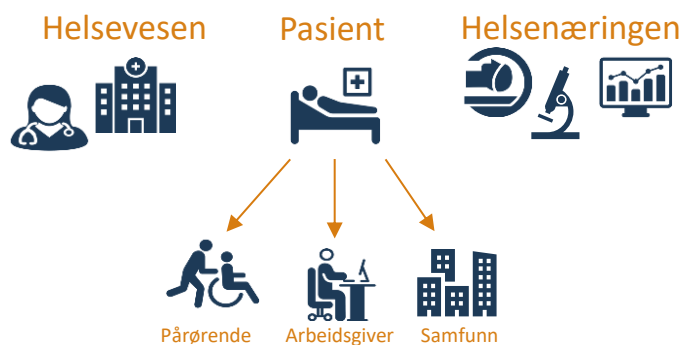 Helsevesen
Pasient
Helsenæringen
Pårørende
Arbeidsgiver
Samfunn